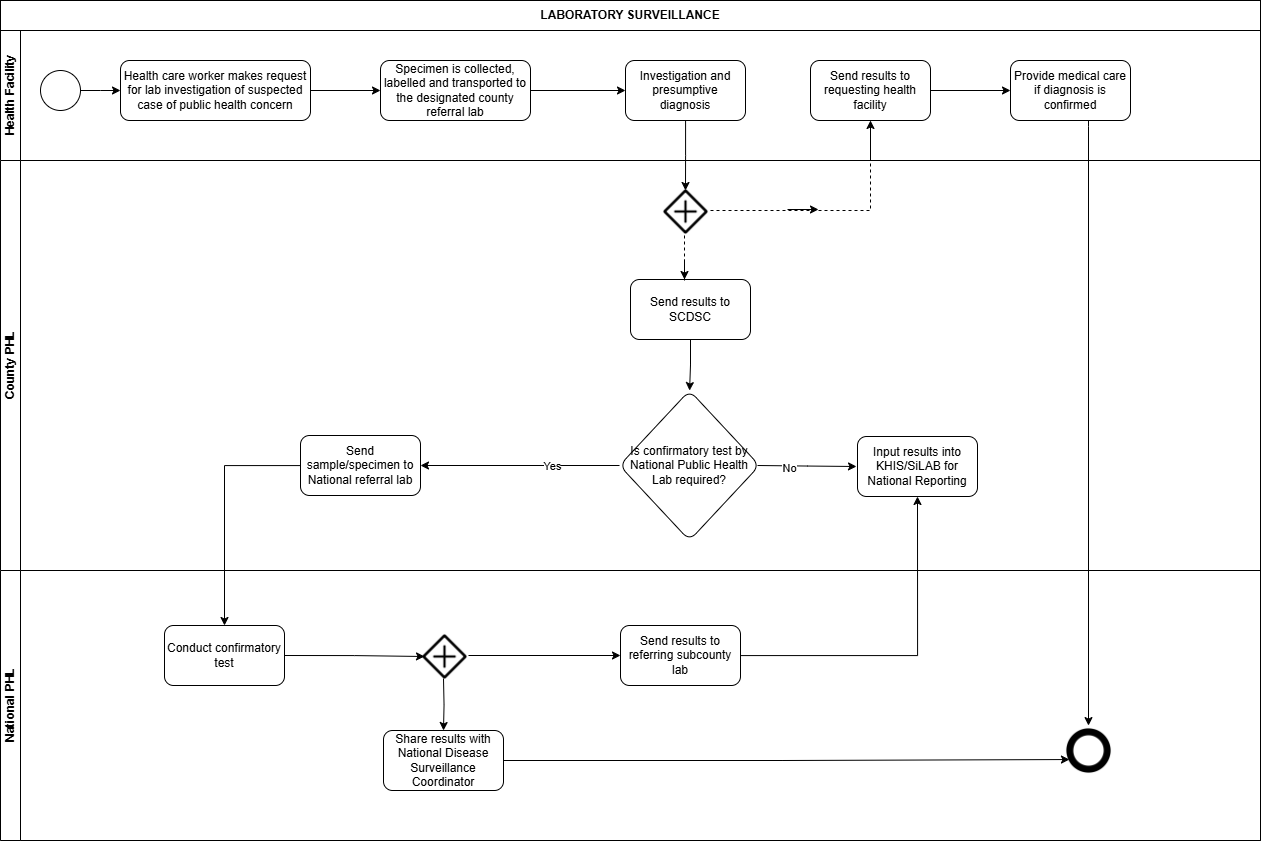 LABORATORY SURVEILLANCE
Health Facility
Health care worker makes request
for lab investigation of suspected
case of public health concern
Specimen is collected,
labelled and transported to
the designated county
referral lab
Investigation and
presumptive
diagnosis
Send results to
requesting health
facility
Provide medical care
if diagnosis is
confirmed
County PHL
Send results to
SCDSC
Is confirmatory test by
National Public Health
Lab required?
Yes
No
Send
sample/specimen to
National referral lab
Input results into
KHIS/SiLAB for
National Reporting
National PHL
Conduct confirmatory
test
Send results to
referring subcounty
lab
Share results with
National Disease
Surveillance
Coordinator